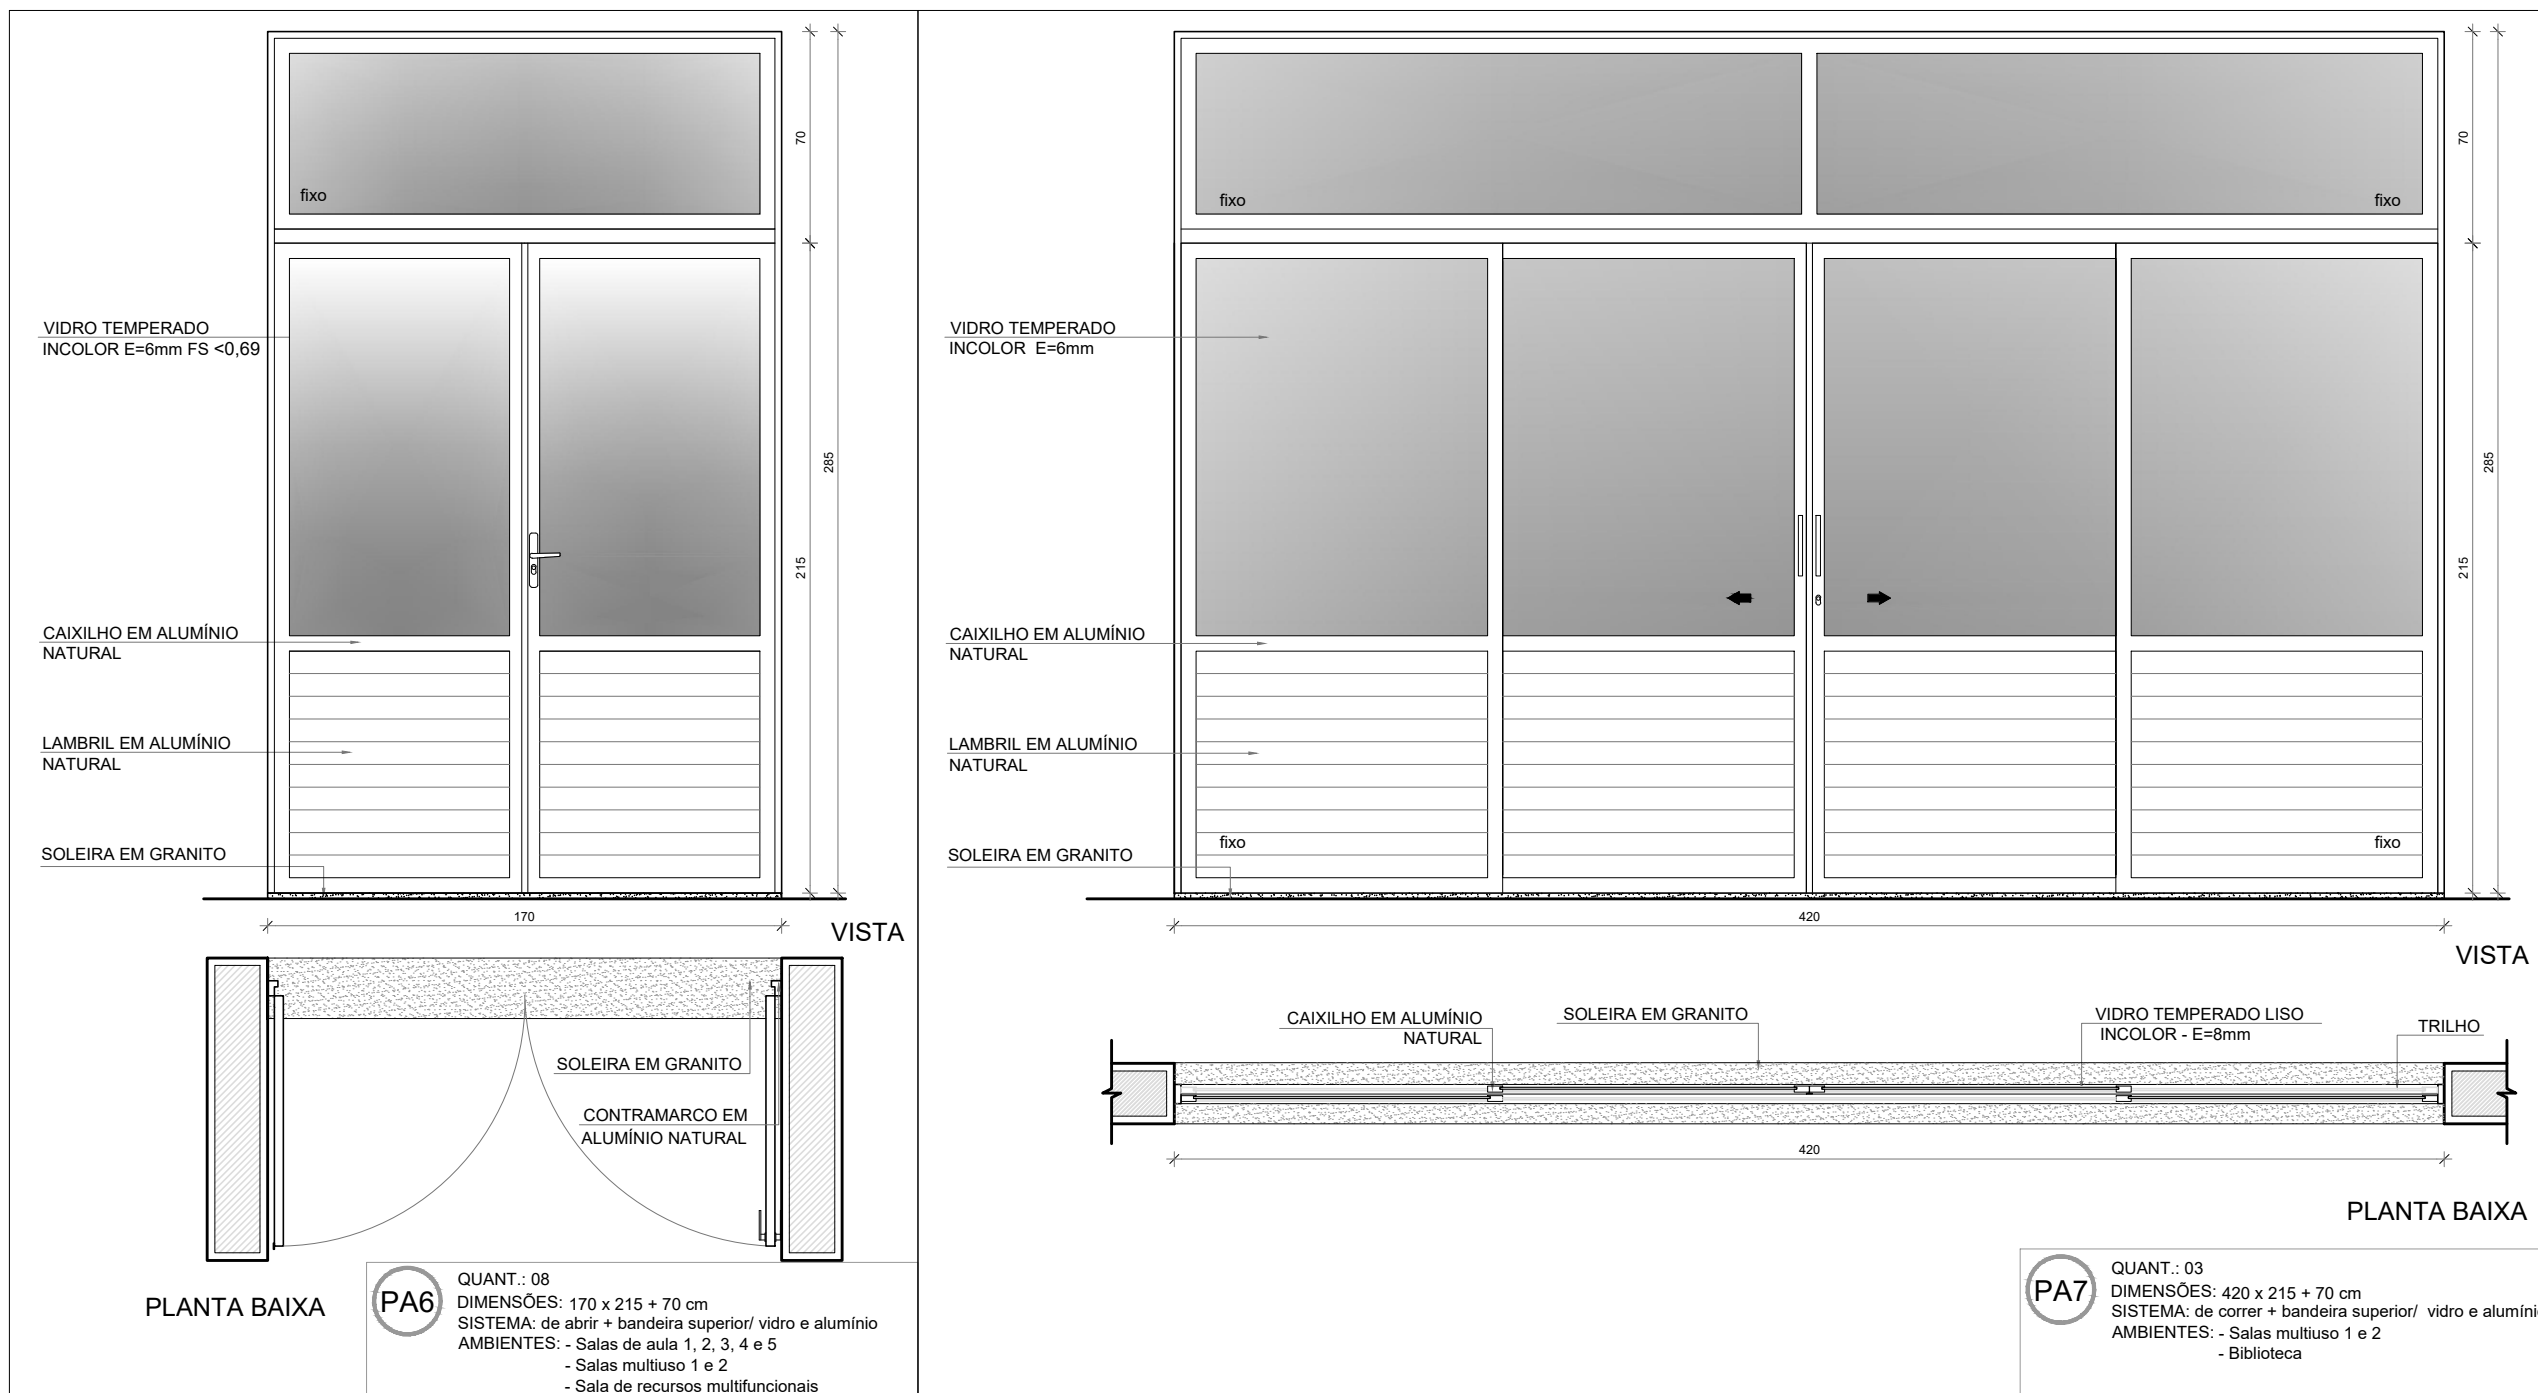 fixo
70
285
215
VIDRO TEMPERADO
INCOLOR E=6mm FS <0,69
CAIXILHO EM ALUMÍNIO
NATURAL
LAMBRIL EM ALUMÍNIO
NATURAL
SOLEIRA EM GRANITO
170
VISTA
SOLEIRA EM GRANITO
CONTRAMARCO EM
ALUMÍNIO NATURAL
PLANTA BAIXA
PA6
QUANT.: 08
DIMENSÕES: 170 x 215 + 70 cm
SISTEMA: de abrir + bandeira superior/ vidro e alumínio
AMBIENTES: - Salas de aula 1, 2, 3, 4 e 5
- Salas multiuso 1 e 2
- Sala de recursos multifuncionais
fixo
fixo
70
285
215
VIDRO TEMPERADO
INCOLOR E=6mm
CAIXILHO EM ALUMÍNIO
NATURAL
LAMBRIL EM ALUMÍNIO
NATURAL
fixo
fixo
SOLEIRA EM GRANITO
420
VISTA
CAIXILHO EM ALUMÍNIO
NATURAL
SOLEIRA EM GRANITO
VIDRO TEMPERADO LISO
INCOLOR - E=8mm
TRILHO
420
PLANTA BAIXA
PA7
QUANT.: 03
DIMENSÕES: 420 x 215 + 70 cm
SISTEMA: de correr + bandeira superior/ vidro e alumíni
AMBIENTES: - Salas multiuso 1 e 2
- Biblioteca